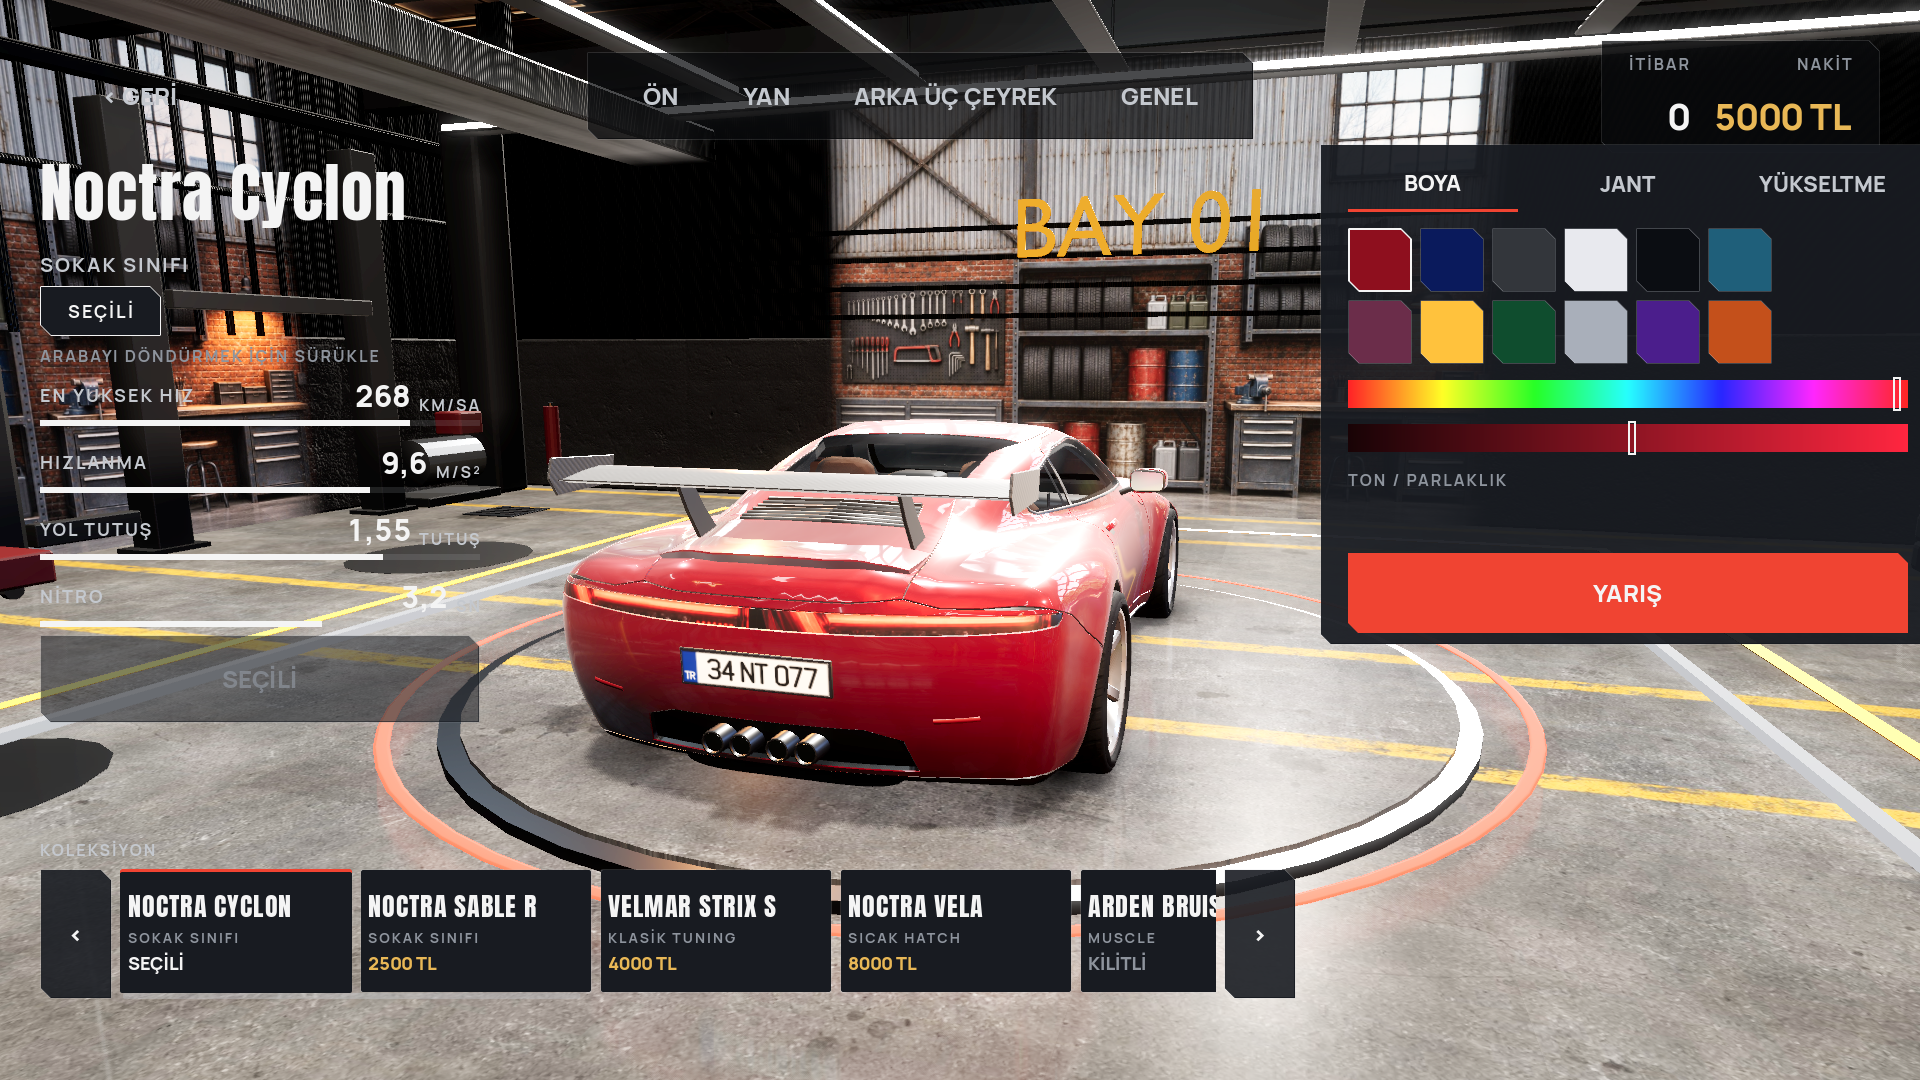 ‹ GERİ
ÖN YAN ARKA ÜÇ ÇEYREK GENEL
İTİBAR NAKİT
0 5000 TL
Noctra Cyclon
SOKAK SINIFI
SEÇİLİ
ARABAYI DÖNDÜRMEK İÇİN SÜRÜKLE
EN YÜKSEK HIZ 268 KM/SA
HIZLANMA 9,6 M/S²
YOL TUTUŞ 1,55 TUTUŞ
NİTRO 3,2
SEÇİLİ
BAY 01
BOYA JANT YÜKSELTME
TON / PARLAKLIK
YARIŞ
TR 34 NT 077
KOLEKSİYON
‹
NOCTRA CYCLON
SOKAK SINIFI
SEÇİLİ
NOCTRA SABLE R
SOKAK SINIFI
2500 TL
VELMAR STRIX S
KLASİK TUNING
4000 TL
NOCTRA VELA
SICAK HATCH
8000 TL
ARDEN BRUIS
MUSCLE
KİLİTLİ
›